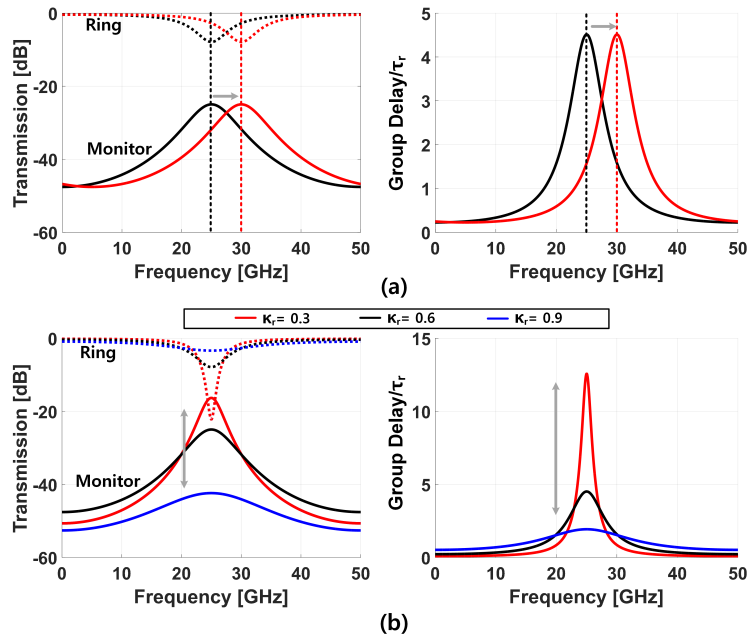 0
-20
-40
-60
Transmission [dB]
Ring
Monitor
0 10 20 30 40 50
Frequency [GHz]
5
4
3
2
1
0
Group Delay/τr
0 10 20 30 40 50
Frequency [GHz]
(a)
κr= 0.3 κr= 0.6 κr= 0.9
0
-20
-40
-60
Transmission [dB]
Ring
Monitor
0 10 20 30 40 50
Frequency [GHz]
15
10
5
0
Group Delay/τr
0 10 20 30 40 50
Frequency [GHz]
(b)